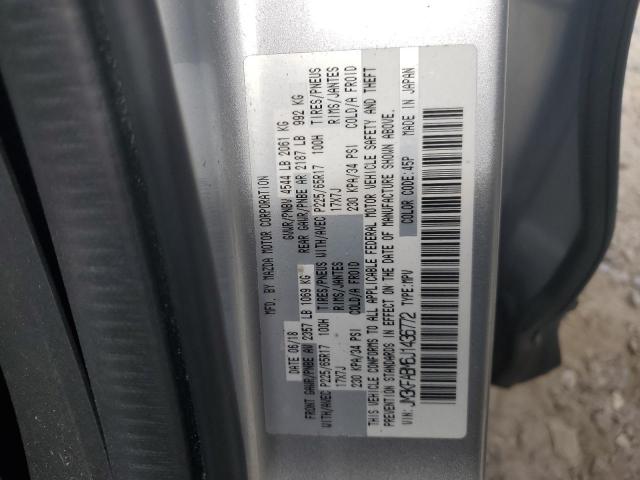 MFD. BY MAZDA MOTOR CORPORATION
DATE 06/18 GVWR/PNBV 4544 LB 2061 KG
FRONT GAWR/PNBE AV 2357 LB 1069 KG REAR GAWR/PNBE AR 2187 LB 992 KG
WITH/AVEC P225/65R17 100H TIRES/PNEUS WITH/AVEC P225/65R17 100H TIRES/PNEUS
17X7J RIMS/JANTES 17X7J RIMS/JANTES
230 KPA/34 PSI COLD/A FROID 230 KPA/34 PSI COLD/A FROID
THIS VEHICLE CONFORMS TO ALL APPLICABLE FEDERAL MOTOR VEHICLE SAFETY AND THEFT
PREVENTION STANDARDS IN EFFECT ON THE DATE OF MANUFACTURE SHOWN ABOVE.
VIN: JM3KFABM6J1436772 TYPE:MPV COLOR CODE:45P MADE IN JAPAN